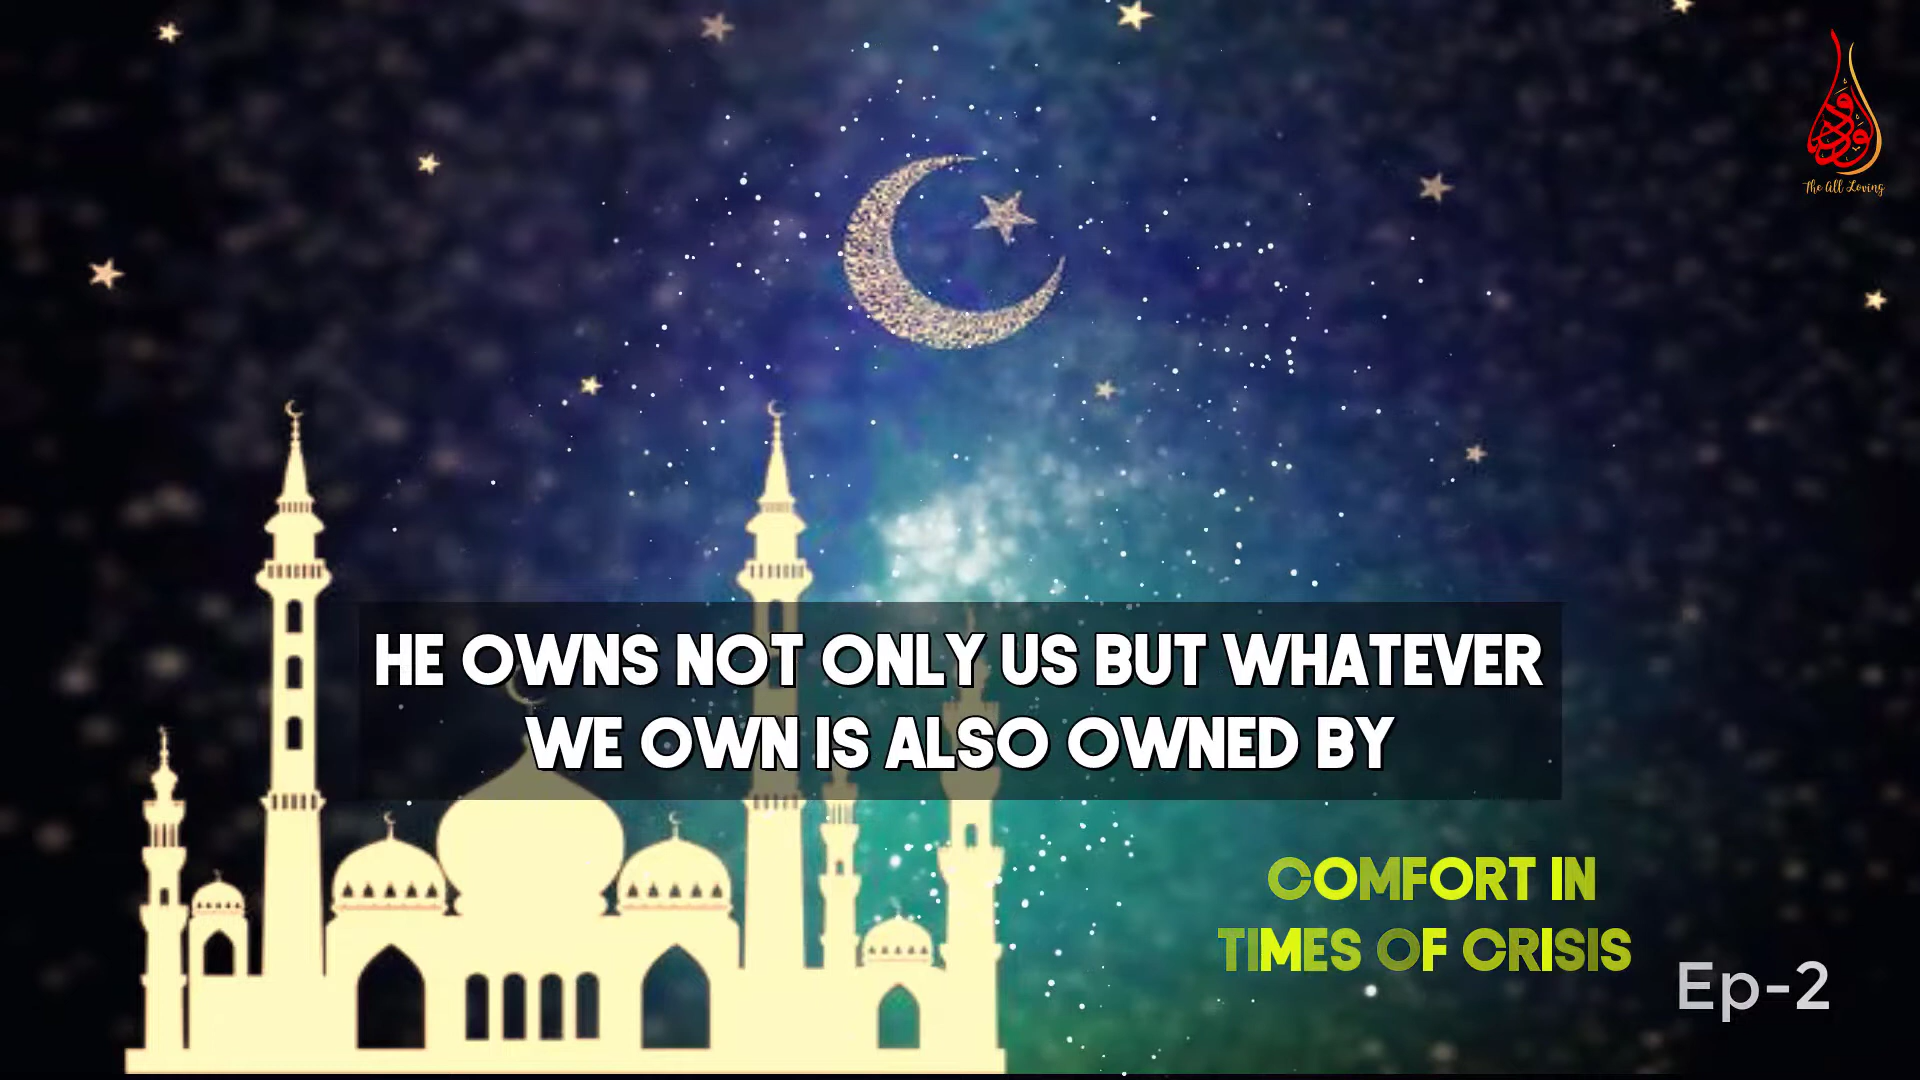 الودود
The All Loving
HE OWNS NOT ONLY US BUT WHATEVER
WE OWN IS ALSO OWNED BY
COMFORT IN
TIMES OF CRISIS
Ep-2